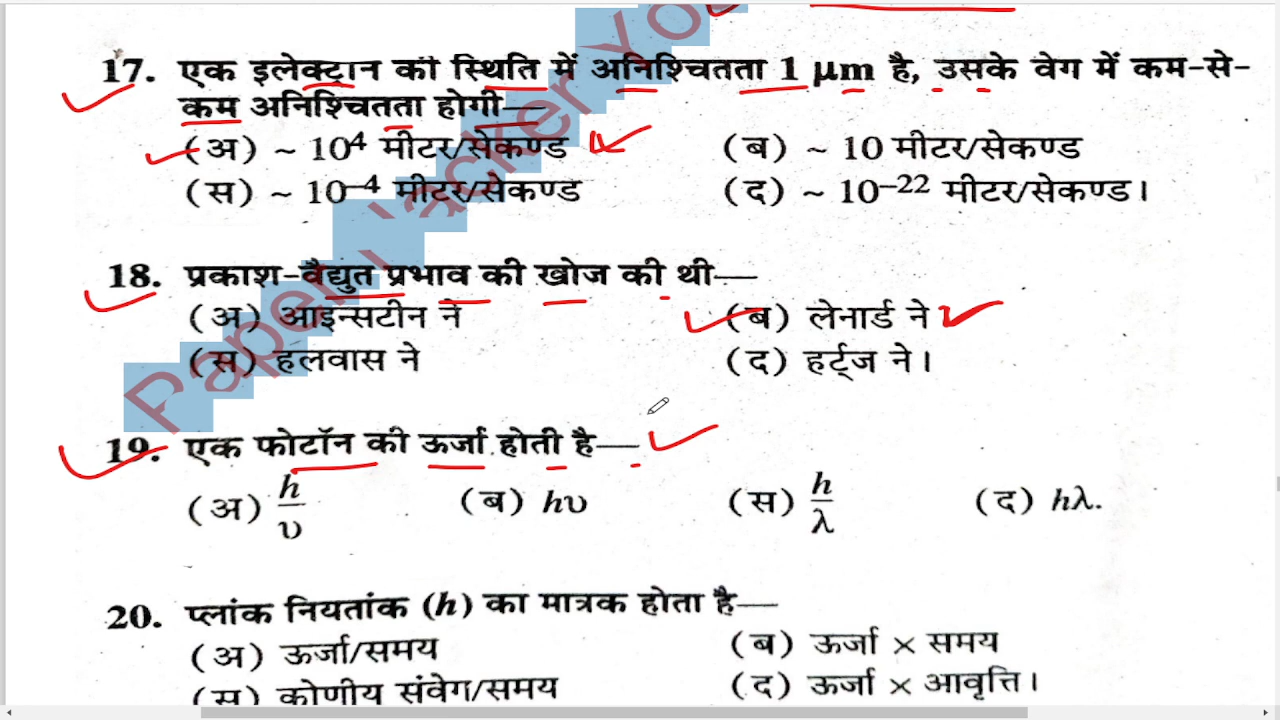 17. एक इलेक्ट्रान की स्थिति में अनिश्चितता 1 μm है, उसके वेग में कम-से-
कम अनिश्चितता होगी—
(अ) ~ 10⁴ मीटर/सेकण्ड (ब) ~ 10 मीटर/सेकण्ड
(स) ~ 10⁻⁴ मीटर/सेकण्ड (द) ~ 10⁻²² मीटर/सेकण्ड।
18. प्रकाश-वैद्युत प्रभाव की खोज की थी—
(अ) आइन्सटीन ने (ब) लेनार्ड ने
(स) हलवास ने (द) हर्ट्ज ने।
19. एक फोटॉन की ऊर्जा होती है—
(अ) h/υ (ब) hυ (स) h/λ (द) hλ.
20. प्लांक नियतांक (h) का मात्रक होता है—
(अ) ऊर्जा/समय (ब) ऊर्जा × समय
(स) कोणीय संवेग/समय (द) ऊर्जा × आवृत्ति।